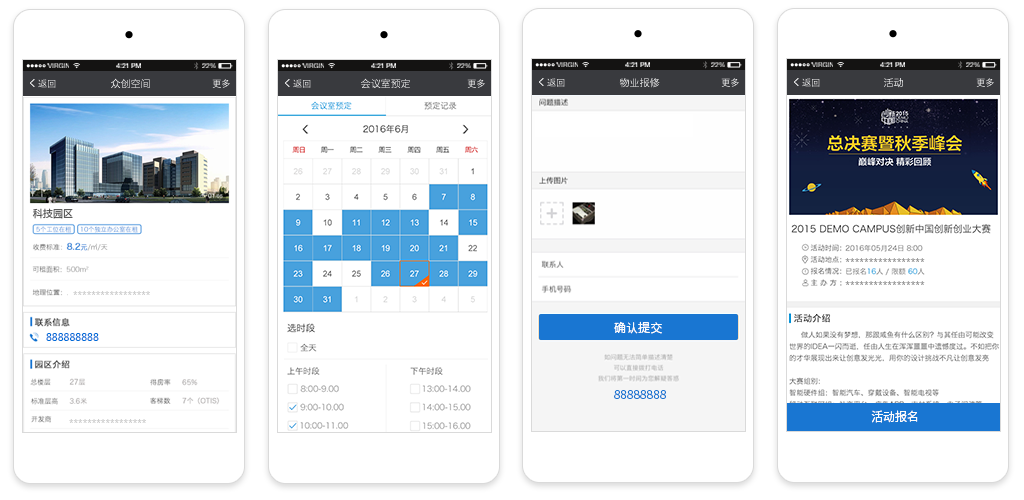 VIRGIN 4:21 PM 22%
返回 众创空间 更多
科技园区
5个工位在租 10个独立办公室在租
收费标准: 8.2元/㎡/天
可租面积: 500m²
地理位置: ******************
联系信息
888888888
园区介绍
总楼层 27层 得房率 65%
标准层高 3.6米 客梯数 7个 (OTIS)
开发商 ******************
VIRGIN 4:21 PM 22%
返回 会议室预定 更多
会议室预定 预定记录
2016年6月
周日 周一 周二 周三 周四 周五 周六
26 27 28 29 30 31 1
2 3 4 5 6 7 8
9 10 11 12 13 14 15
16 17 18 19 20 21 22
23 24 25 26 27 28 29
30 31 1 2 3 4 5
选时段
全天
上午时段 下午时段
8:00-9.00 13:00-14.00
9:00-10.00 14:00-15.00
10:00-11.00 15:00-16.00
VIRGIN 4:21 PM 22%
返回 物业报修 更多
问题描述
上传图片
联系人
手机号码
确认提交
如问题无法简单描述清楚
可以直接拨打电话
我们将第一时间为您解疑答惑
88888888
VIRGIN 4:21 PM 22%
返回 活动 更多
2015
DEMO
CHINA
总决赛暨秋季峰会
巅峰对决 精彩回顾
2015 DEMO CAMPUS创新中国创新创业大赛
活动时间: 2016年05月24日 8:00
活动地点: ******************
报名情况: 已报名16人 / 限额 60人
主 办 方: ******************
活动介绍
做人如果没有梦想，那跟咸鱼有什么区别？与其任由可能改变
世界的IDEA一闪而逝，任由人生在浑浑噩噩中遗憾度过。不如把你
的才华展现出来让创意发光光，用你的设计挑战不凡让创意发亮
大赛组别:
智能硬件组: 智能汽车、穿戴设备、智能电视等
活动报名